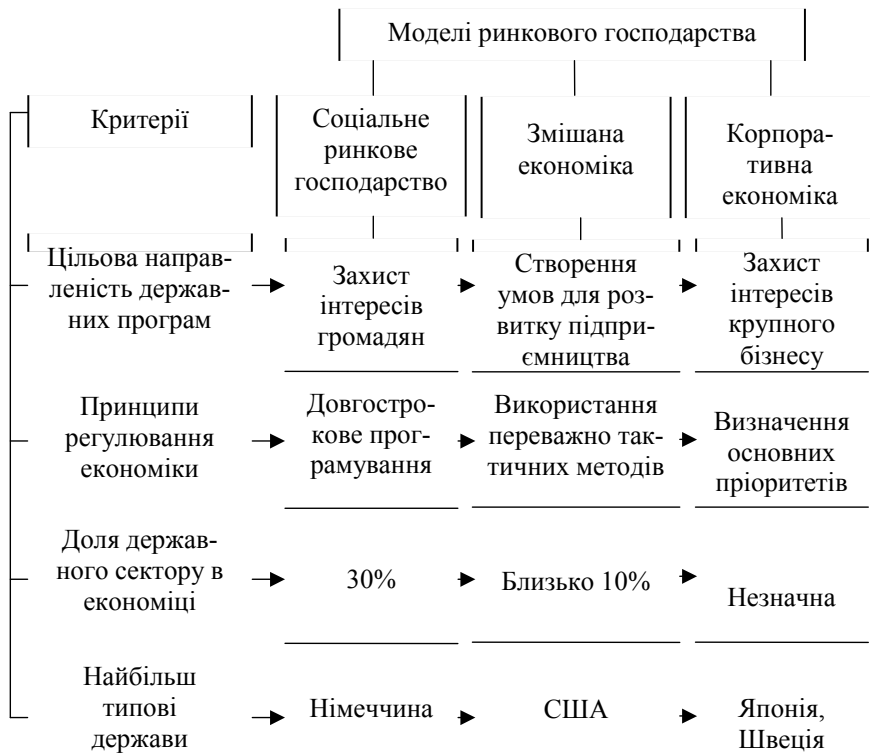 Моделі ринкового господарства
Критерії
Соціальне
ринкове
господарство
Змішана
економіка
Корпора-
тивна
економіка
Цільова направ-
леність держав-
них програм
Захист
інтересів
громадян
Створення
умов для роз-
витку підпри-
ємництва
Захист
інтересів
крупного
бізнесу
Принципи
регулювання
економіки
Довгостро-
кове прог-
рамування
Використання
переважно так-
тичних методів
Визначення
основних
пріоритетів
Доля держав-
ного сектору в
економіці
30%
Близько 10%
Незначна
Найбільш
типові
держави
Німеччина
США
Японія,
Швеція